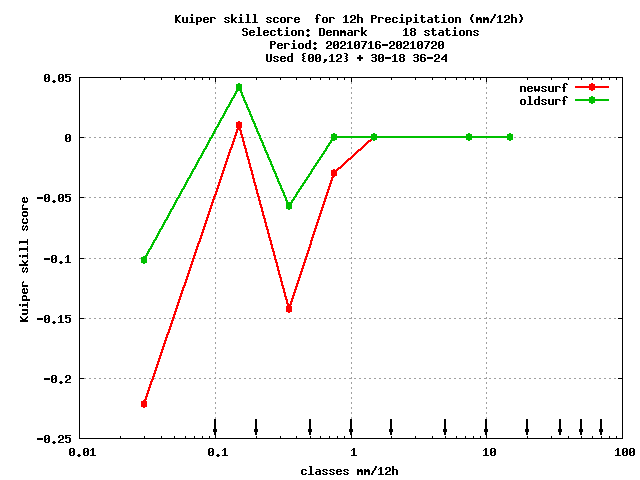 Kuiper skill score  for 12h Precipitation (mm/12h)
Selection: Denmark     18 stations
Period: 20210716-20210720
Used {00,12} + 30-18 36-24
newsurf
oldsurf
0.05
0
-0.05
-0.1
-0.15
-0.2
-0.25
Kuiper skill score
0.01 0.1 1 10 100
classes mm/12h